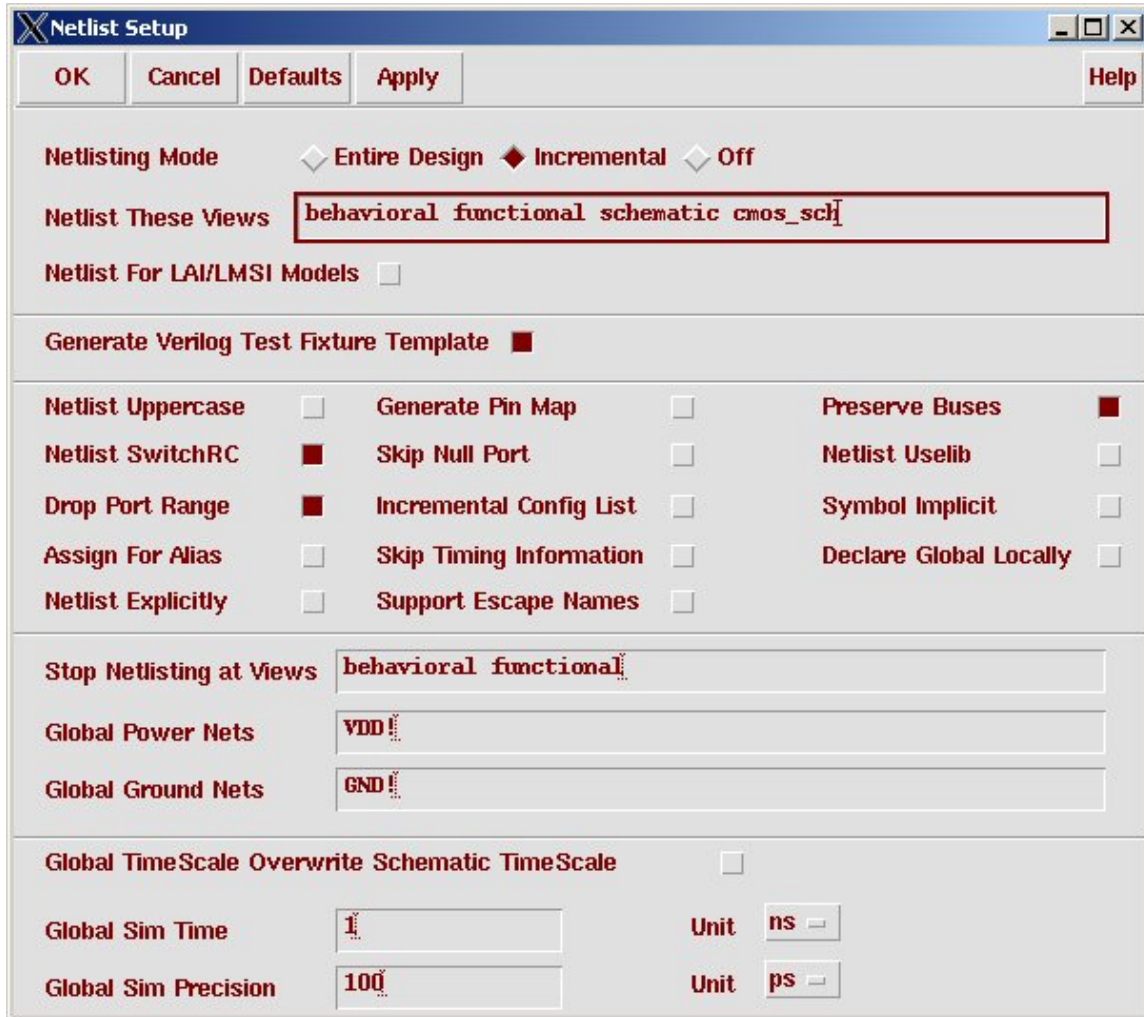 Netlist Setup
OK Cancel Defaults Apply Help
Netlisting Mode Entire Design Incremental Off
Netlist These Views behavioral functional schematic cmos_sch
Netlist For LAI/LMSI Models
Generate Verilog Test Fixture Template
Netlist Uppercase Generate Pin Map Preserve Buses
Netlist SwitchRC Skip Null Port Netlist Uselib
Drop Port Range Incremental Config List Symbol Implicit
Assign For Alias Skip Timing Information Declare Global Locally
Netlist Explicitly Support Escape Names
Stop Netlisting at Views behavioral functional
Global Power Nets VDD!
Global Ground Nets GND!
Global TimeScale Overwrite Schematic TimeScale
Global Sim Time 1 Unit ns
Global Sim Precision 100 Unit ps